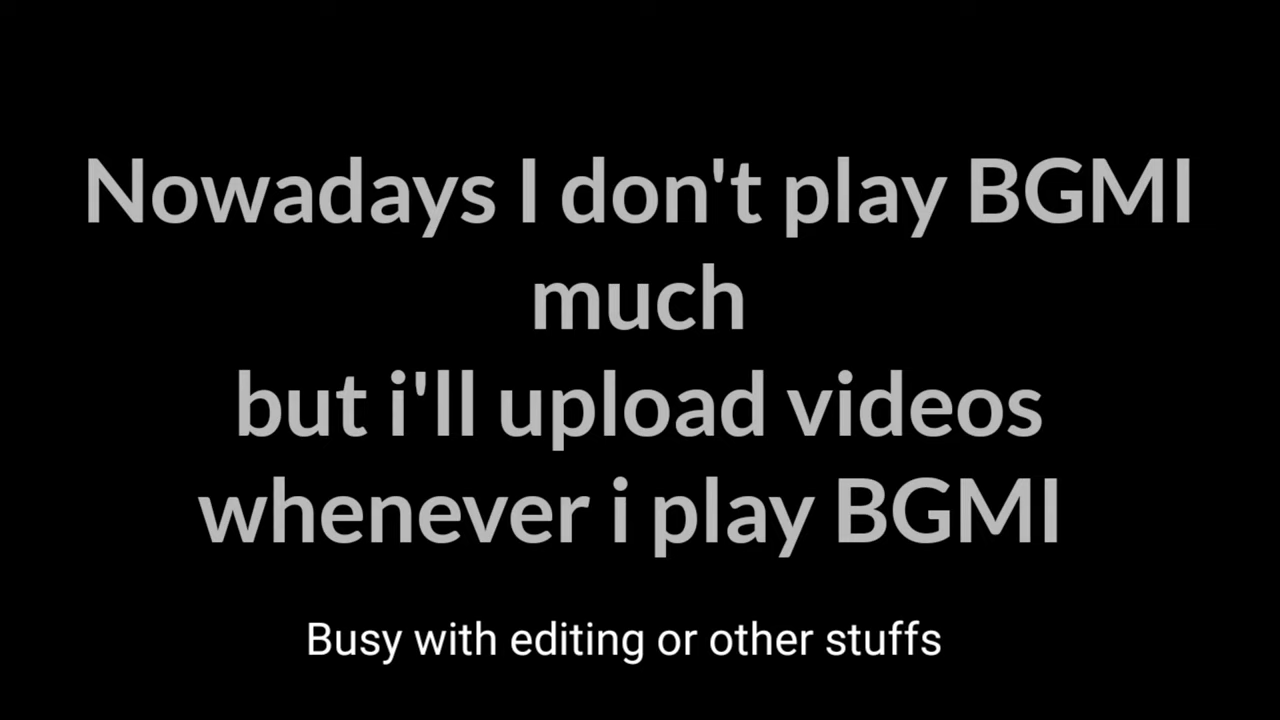 Nowadays I don't play BGMI
much
but i'll upload videos
whenever i play BGMI
Busy with editing or other stuffs